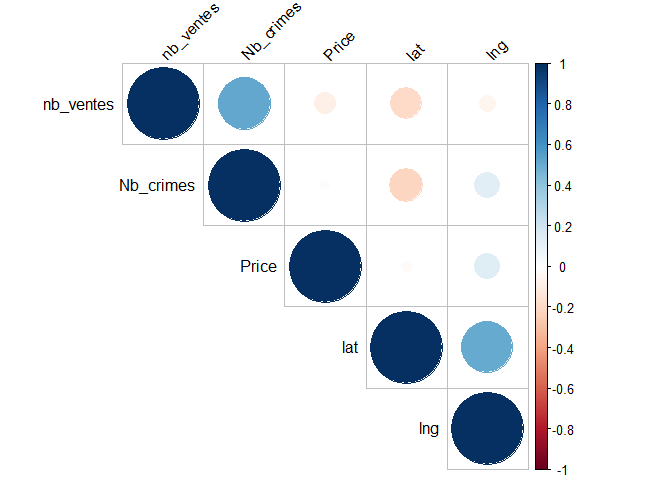 nb_ventes
Nb_crimes
Price
lat
lng
nb_ventes
Nb_crimes
Price
lat
lng
1
0.8
0.6
0.4
0.2
0
-0.2
-0.4
-0.6
-0.8
-1